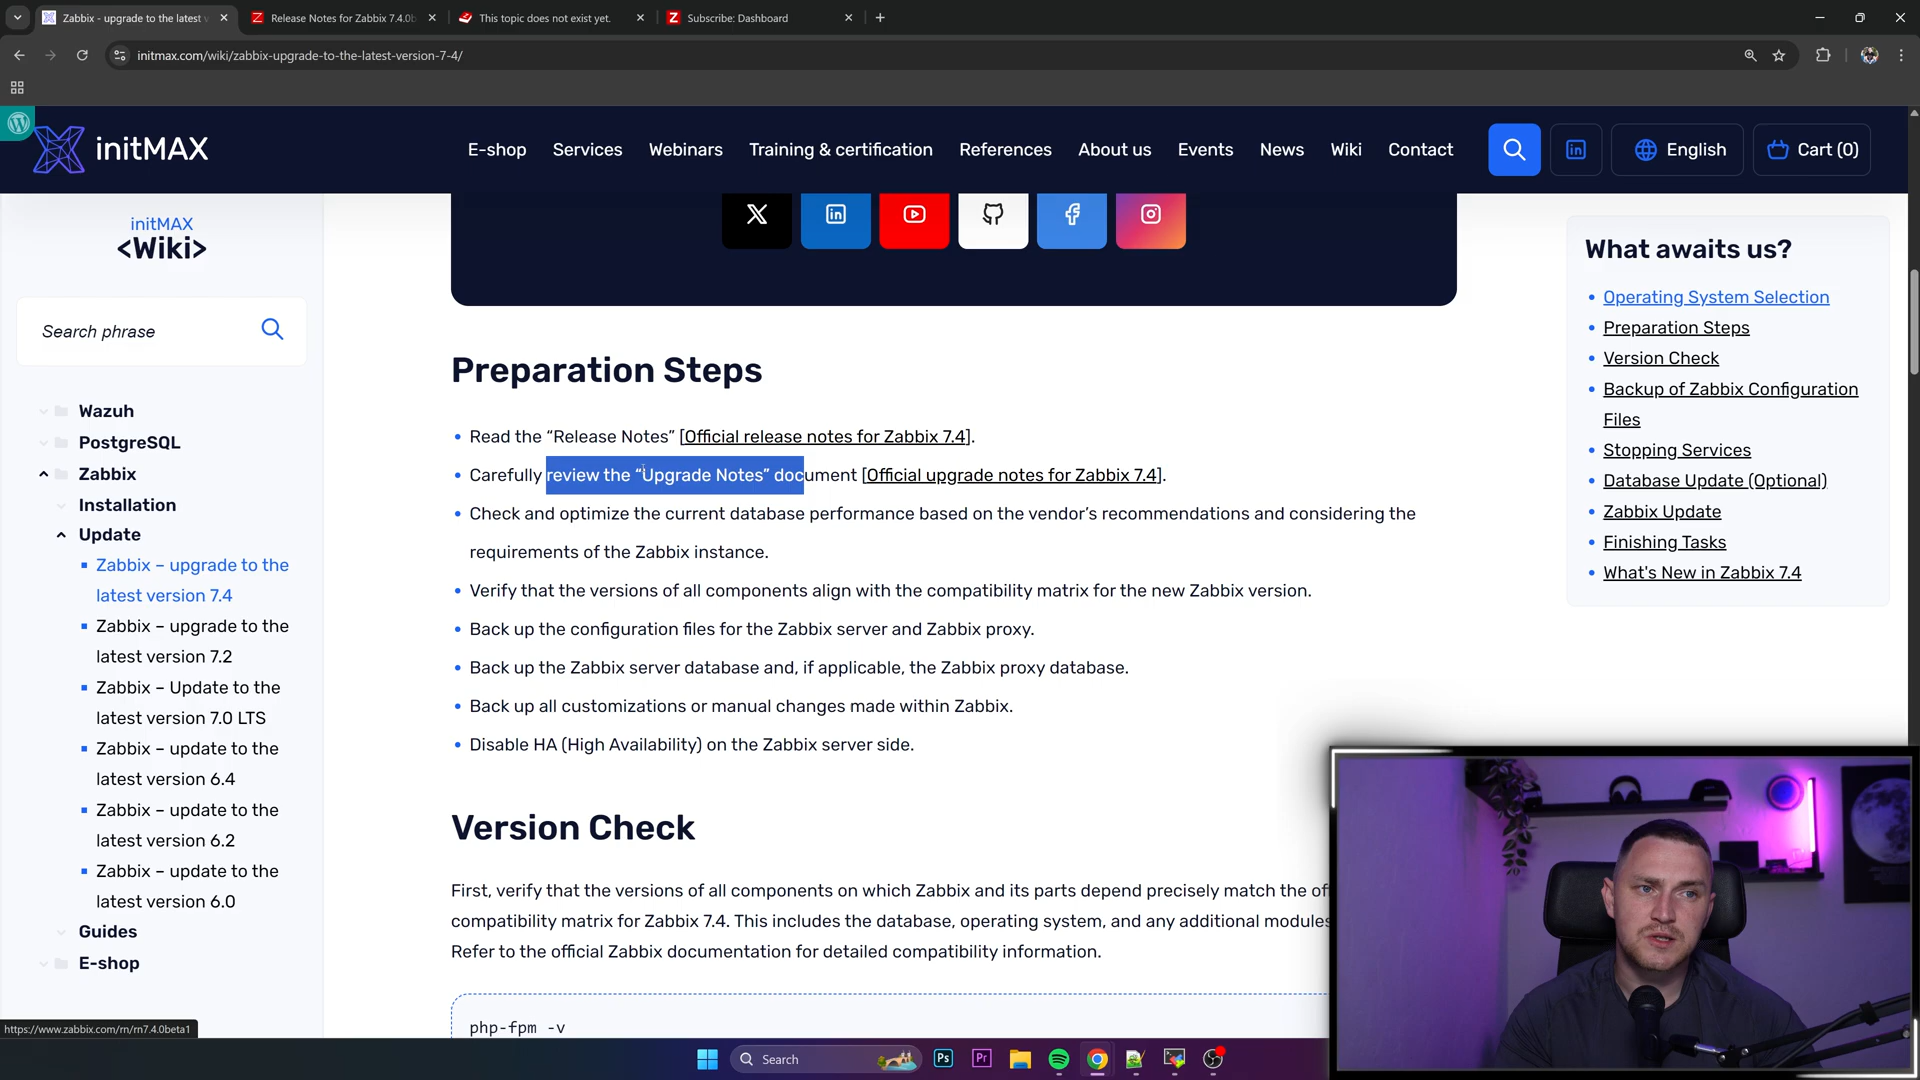 Zabbix - upgrade to the latest v
Release Notes for Zabbix 7.4.0b
This topic does not exist yet.
Subscribe: Dashboard
initmax.com/wiki/zabbix-upgrade-to-the-latest-version-7-4/
initMAX
E-shop
Services
Webinars
Training & certification
References
About us
Events
News
Wiki
Contact
English
Cart (0)
initMAX
<Wiki>
Search phrase
Wazuh
PostgreSQL
Zabbix
Installation
Update
Zabbix – upgrade to the
latest version 7.4
Zabbix – upgrade to the
latest version 7.2
Zabbix – Update to the
latest version 7.0 LTS
Zabbix – update to the
latest version 6.4
Zabbix – update to the
latest version 6.2
Zabbix – update to the
latest version 6.0
Guides
E-shop
Preparation Steps
Read the “Release Notes” [Official release notes for Zabbix 7.4].
Carefully review the “Upgrade Notes” document [Official upgrade notes for Zabbix 7.4].
Check and optimize the current database performance based on the vendor’s recommendations and considering the
requirements of the Zabbix instance.
Verify that the versions of all components align with the compatibility matrix for the new Zabbix version.
Back up the configuration files for the Zabbix server and Zabbix proxy.
Back up the Zabbix server database and, if applicable, the Zabbix proxy database.
Back up all customizations or manual changes made within Zabbix.
Disable HA (High Availability) on the Zabbix server side.
Version Check
First, verify that the versions of all components on which Zabbix and its parts depend precisely match the of
compatibility matrix for Zabbix 7.4. This includes the database, operating system, and any additional modules
Refer to the official Zabbix documentation for detailed compatibility information.
php-fpm -v
What awaits us?
Operating System Selection
Preparation Steps
Version Check
Backup of Zabbix Configuration
Files
Stopping Services
Database Update (Optional)
Zabbix Update
Finishing Tasks
What's New in Zabbix 7.4
https://www.zabbix.com/rn/rn7.4.0beta1
Search
Ps
Pr